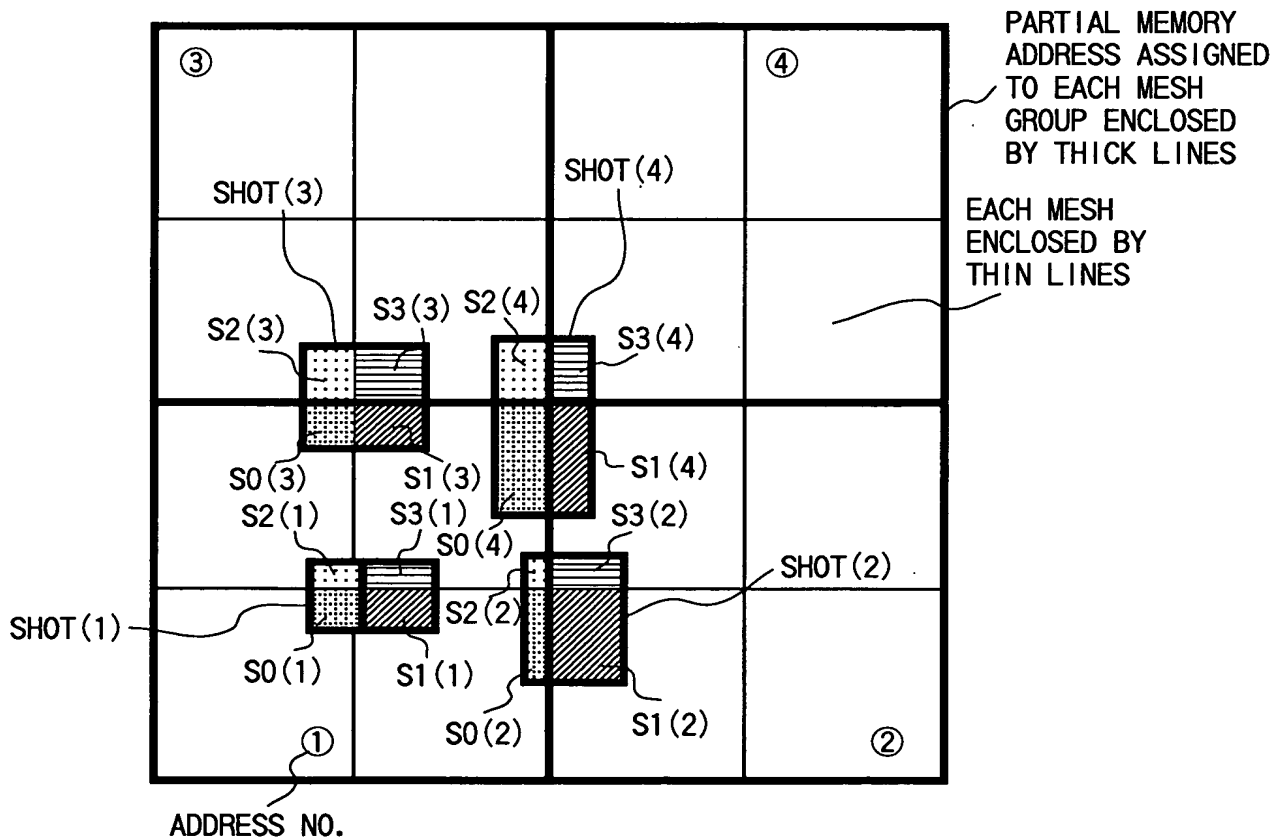 PARTIAL MEMORY
ADDRESS ASSIGNED
TO EACH MESH
GROUP ENCLOSED
BY THICK LINES
③
④
SHOT(3)
SHOT(4)
EACH MESH
ENCLOSED BY
THIN LINES
S2(3)
S3(3)
S2(4)
S3(4)
S0(3)
S1(3)
S1(4)
S2(1)
S3(1)
S0(4)
S3(2)
SHOT(2)
SHOT(1)
S2(2)
S0(1)
S1(1)
S0(2)
S1(2)
①
②
ADDRESS NO.